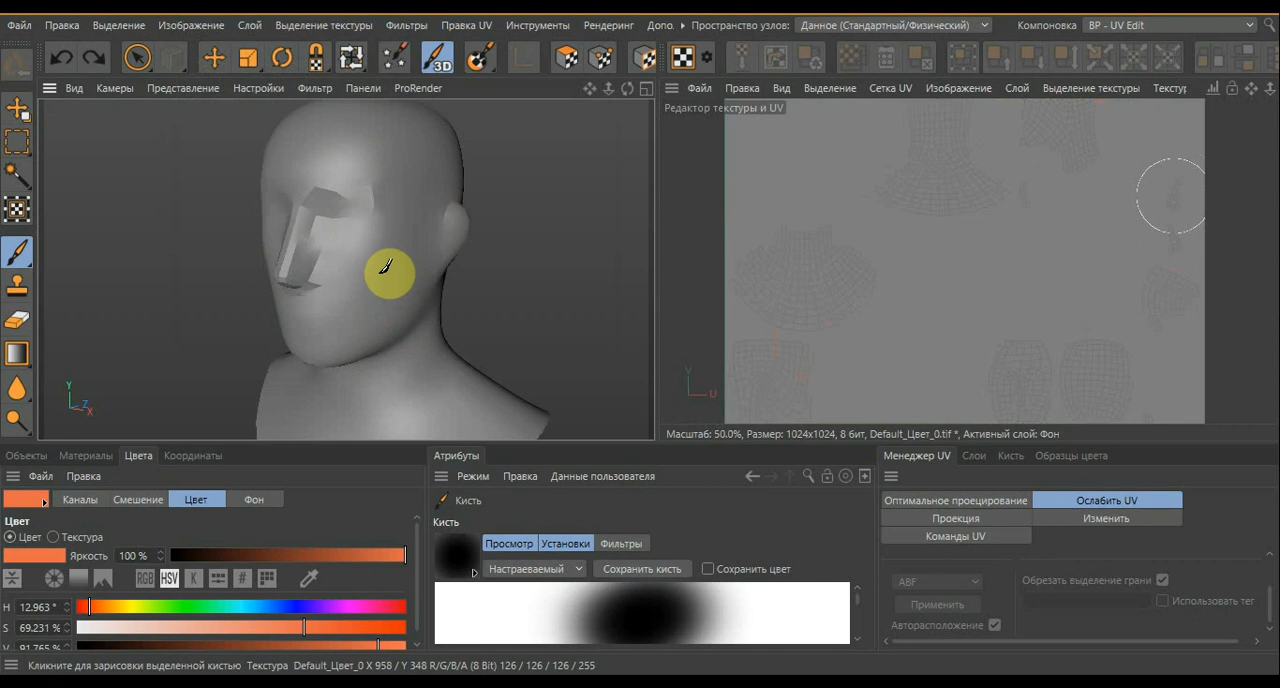 Файл Правка Выделение Изображение Слой Выделение текстуры Фильтры Правка UV Инструменты Рендеринг Допо. Пространство узлов: Данное (Стандартный/Физический) Компоновка BP - UV Edit
3D
Вид Камеры Представление Настройки Фильтр Панели ProRender
Файл Правка Вид Выделение Сетка UV Изображение Слой Выделение текстуры Текстур
Редактор текстуры и UV
Y
Z
X
V
U
Масштаб: 50.0%, Размер: 1024x1024, 8 бит, Default_Цвет_0.tif *, Активный слой: Фон
Объекты Материалы Цвета Координаты
Файл Правка
Каналы Смешение Цвет Фон
Цвет
Цвет Текстура
Яркость 100 %
RGB HSV K #
H 12.963 °
S 69.231 %
V 91.765 %
Атрибуты
Режим Правка Данные пользователя
Кисть
Кисть
Просмотр Установки Фильтры
Настраеваемый Сохранить кисть Сохранить цвет
Менеджер UV Слои Кисть Образцы цвета
Оптимальное проецирование Ослабить UV
Проекция Изменить
Команды UV
ABF Обрезать выделение грани
Применить Использовать тег
Авторасположение
Кликните для зарисовки выделенной кистью Текстура Default_Цвет_0 X 958 / Y 348 R/G/B/A (8 Bit) 126 / 126 / 126 / 255